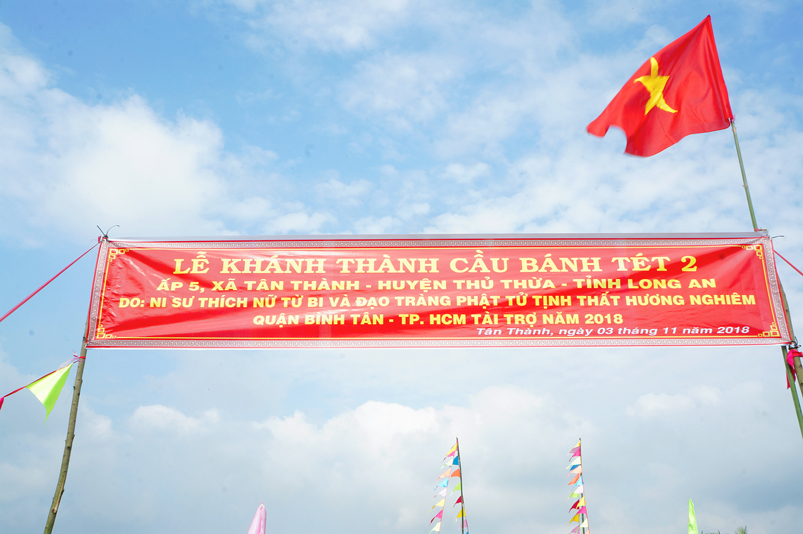 LỄ KHÁNH THÀNH CẦU BÁNH TÉT 2
ẤP 5, XÃ TÂN THÀNH - HUYỆN THỦ THỪA - TỈNH LONG AN
DO: NI SƯ THÍCH NỮ TỪ BI VÀ ĐẠO TRÀNG PHẬT TỬ TỊNH THẤT HƯƠNG NGHIÊM
QUẬN BÌNH TÂN - TP. HCM TÀI TRỢ NĂM 2018
Tân Thành, ngày 03 tháng 11 năm 2018